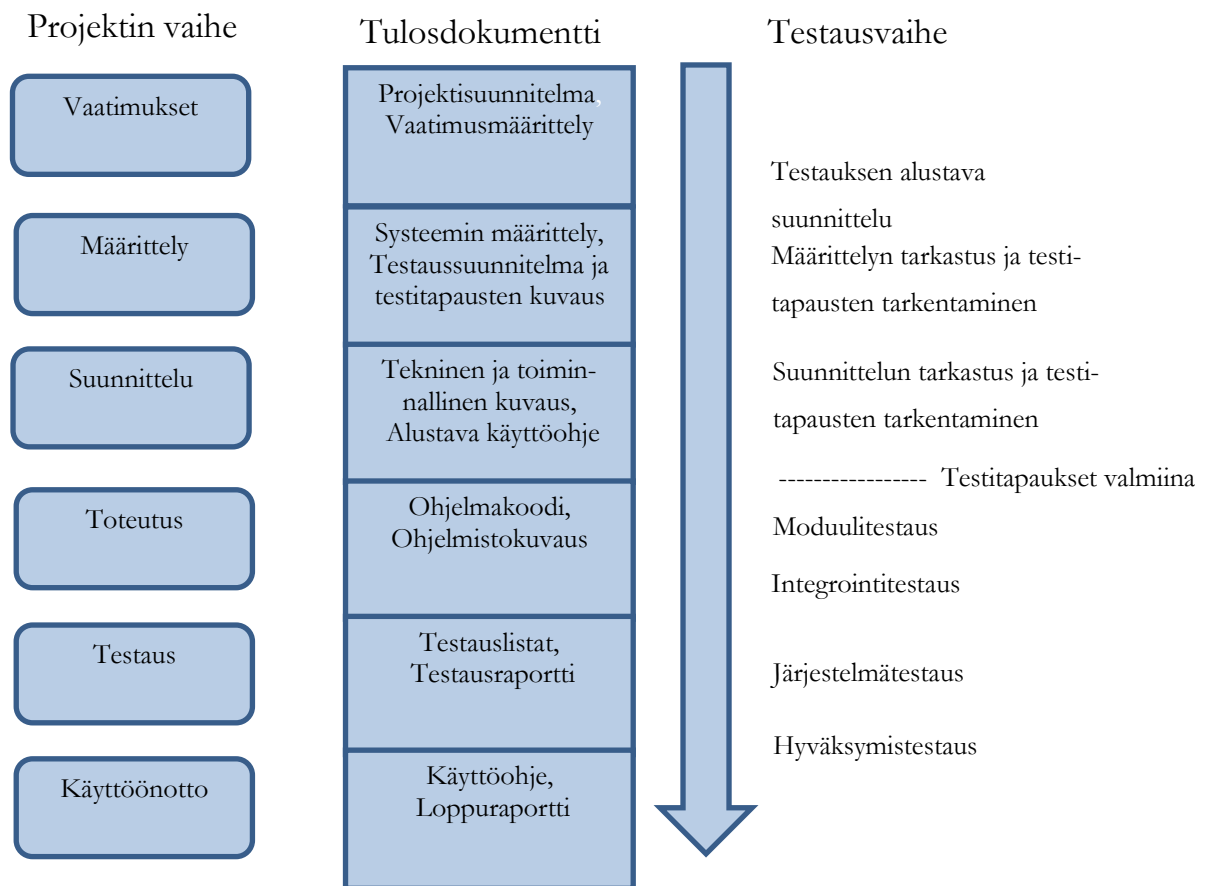 Projektin vaihe
Tulosdokumentti
Testausvaihe
Vaatimukset
Projektisuunnitelma,
Vaatimusmäärittely
Testauksen alustava
suunnittelu
Määrittely
Systeemin määrittely,
Testaussuunnitelma ja
testitapausten kuvaus
Määrittelyn tarkastus ja testi-
tapausten tarkentaminen
Suunnittelu
Tekninen ja toimin-
nallinen kuvaus,
Alustava käyttöohje
Suunnittelun tarkastus ja testi-
tapausten tarkentaminen
----------------- Testitapaukset valmiina
Toteutus
Ohjelmakoodi,
Ohjelmistokuvaus
Moduulitestaus
Integrointitestaus
Testaus
Testauslistat,
Testausraportti
Järjestelmätestaus
Hyväksymistestaus
Käyttöönotto
Käyttöohje,
Loppuraportti